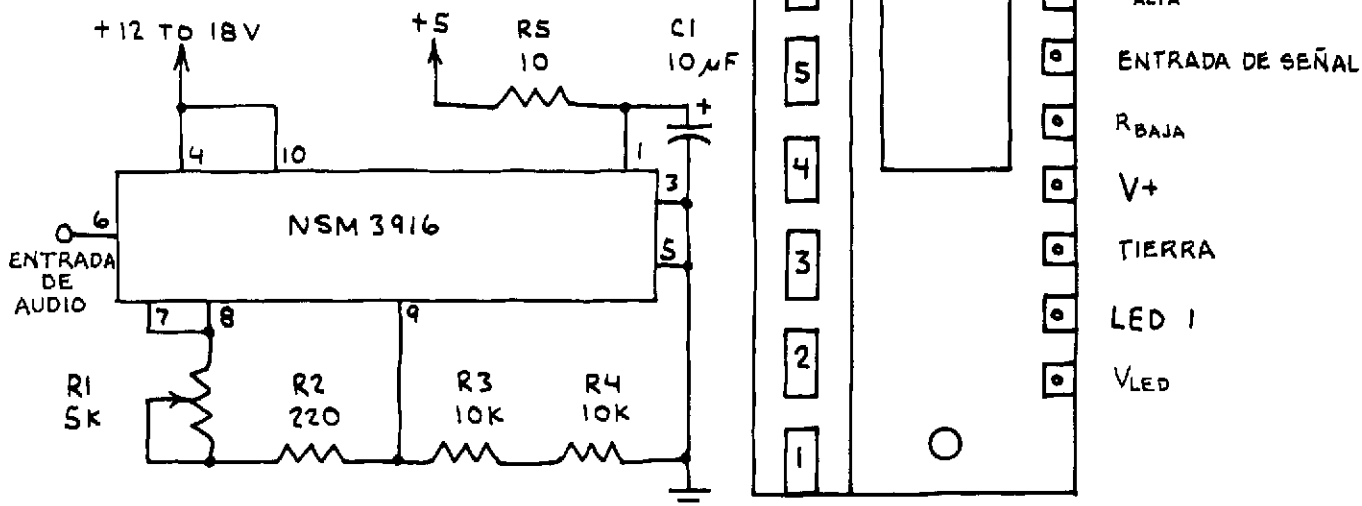 +12 TO 18V
+5
R5
10
C1
10 µF
+
4
10
1
3
6
NSM 3916
5
ENTRADA
DE
AUDIO
7
8
9
R1
5K
R2
220
R3
10K
R4
10K
5
4
3
2
1
ENTRADA DE SEÑAL
RBAJA
V+
TIERRA
LED 1
VLED